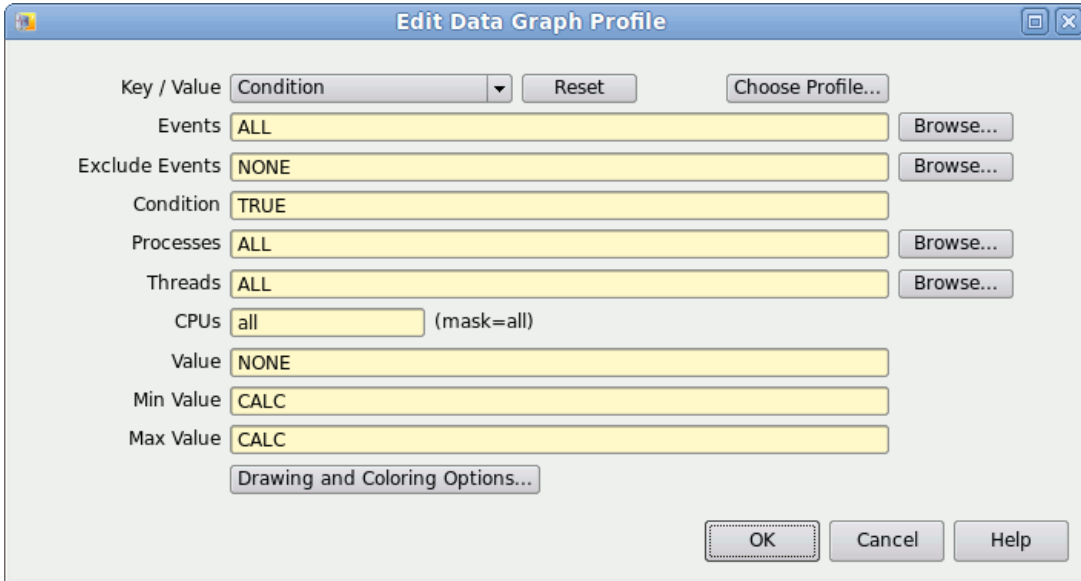 Edit Data Graph Profile
Key / Value Condition Reset Choose Profile...
Events ALL Browse...
Exclude Events NONE Browse...
Condition TRUE
Processes ALL Browse...
Threads ALL Browse...
CPUs all (mask=all)
Value NONE
Min Value CALC
Max Value CALC
Drawing and Coloring Options...
OK Cancel Help